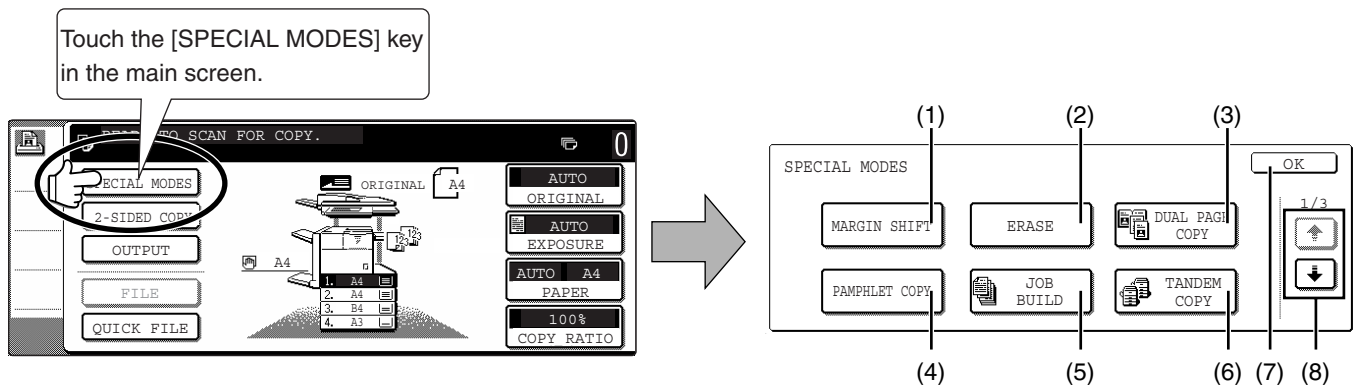 Touch the [SPECIAL MODES] key
in the main screen.
TO SCAN FOR COPY.
0
SPECIAL MODES
2-SIDED COPY
OUTPUT
FILE
QUICK FILE
ORIGINAL
A4
A4
1. A4
2. A4
3. B4
4. A3
123
123
AUTO
ORIGINAL
AUTO
EXPOSURE
AUTO A4
PAPER
100%
COPY RATIO
(1)
(2)
(3)
SPECIAL MODES
OK
1/3
MARGIN SHIFT
ERASE
DUAL PAGE
COPY
PAMPHLET COPY
JOB
BUILD
TANDEM
COPY
(4)
(5)
(6)
(7)
(8)